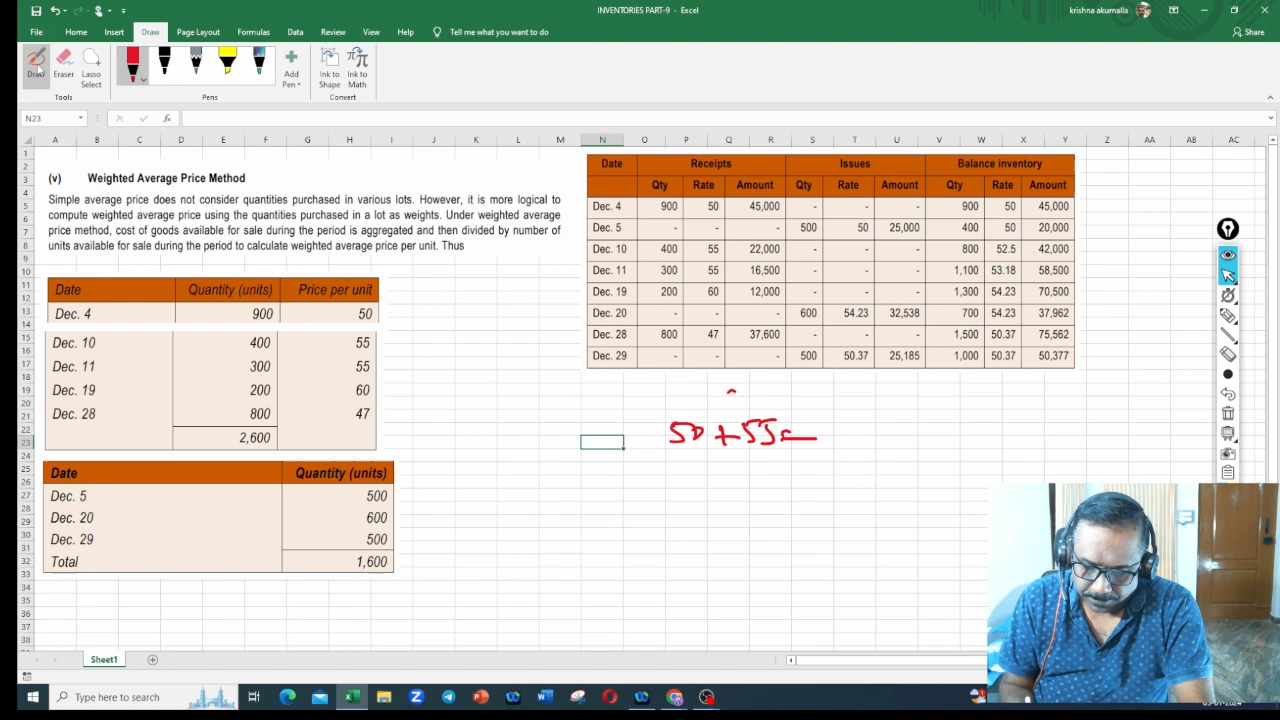 INVENTORIES PART-9 - Excel
krishna akumalla
File Home Insert Draw Page Layout Formulas Data Review View Help Tell me what you want to do
Share
Draw Eraser Lasso Select
Add Pen
Ink to Shape Ink to Math
Tools Pens Convert
N23
fx
A B C D E F G H I J K L M N O P Q R S T U V W X Y Z AA AB AC
(v) Weighted Average Price Method
Simple average price does not consider quantities purchased in various lots. However, it is more logical to
compute weighted average price using the quantities purchased in a lot as weights. Under weighted average
price method, cost of goods available for sale during the period is aggregated and then divided by number of
units available for sale during the period to calculate weighted average price per unit. Thus
Date Quantity (units) Price per unit
Dec. 4 900 50
Dec. 10 400 55
Dec. 11 300 55
Dec. 19 200 60
Dec. 28 800 47
2,600
Date Quantity (units)
Dec. 5 500
Dec. 20 600
Dec. 29 500
Total 1,600
Date Receipts Issues Balance inventory
Qty Rate Amount Qty Rate Amount Qty Rate Amount
Dec. 4 900 50 45,000 - - - 900 50 45,000
Dec. 5 - - - 500 50 25,000 400 50 20,000
Dec. 10 400 55 22,000 - - - 800 52.5 42,000
Dec. 11 300 55 16,500 - - - 1,100 53.18 58,500
Dec. 19 200 60 12,000 - - - 1,300 54.23 70,500
Dec. 20 - - - 600 54.23 32,538 700 54.23 37,962
Dec. 28 800 47 37,600 - - - 1,500 50.37 75,562
Dec. 29 - - - 500 50.37 25,185 1,000 50.37 50,377
50 + 55 =
Sheet1
Type here to search